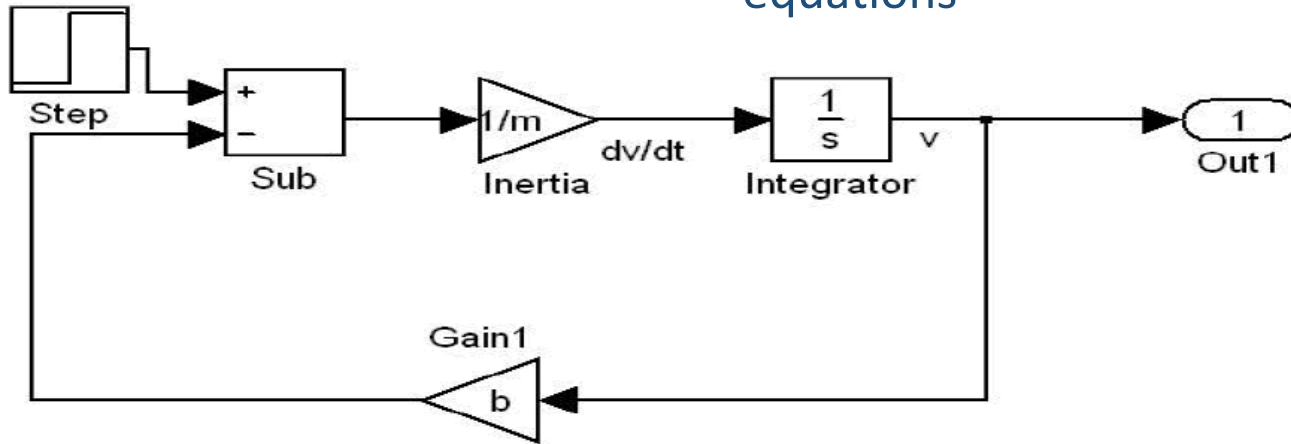 equations
Step
+
−
Sub
1/m
Inertia
dv/dt
1
s
Integrator
v
1
Out1
Gain1
b